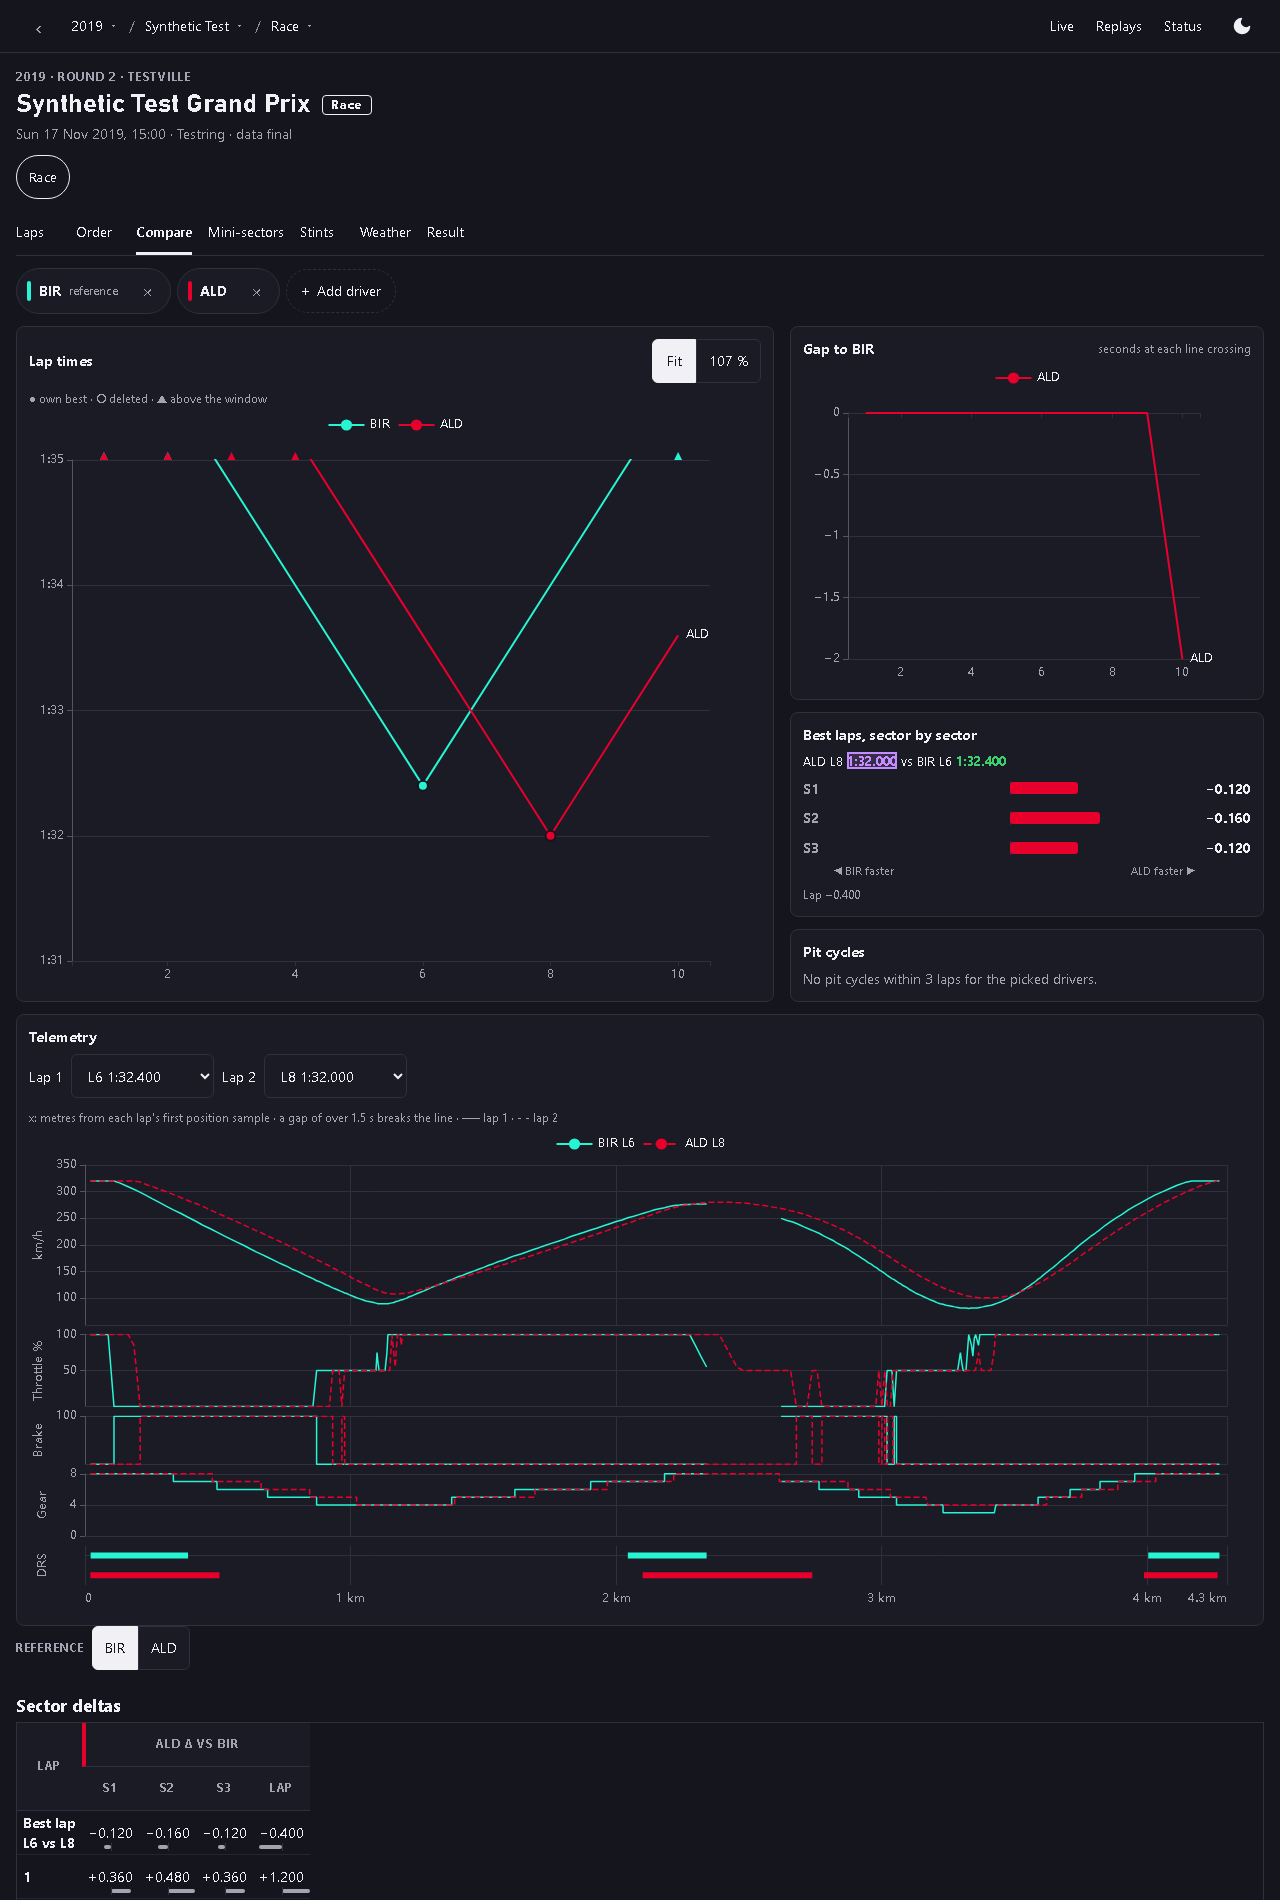 ‹ 2019 / Synthetic Test / Race Live Replays Status
2019 · ROUND 2 · TESTVILLE
Synthetic Test Grand Prix Race
Sun 17 Nov 2019, 15:00 · Testring · data final
Race
Laps Order Compare Mini-sectors Stints Weather Result
BIR reference × ALD × + Add driver
Lap times Fit 107 %
● own best · O deleted · ▲ above the window
BIR ALD
1:35
1:34
1:33
1:32
1:31
ALD
2 4 6 8 10
Gap to BIR seconds at each line crossing
ALD
0
−0.5
−1
−1.5
−2
ALD
2 4 6 8 10
Best laps, sector by sector
ALD L8 1:32.000 vs BIR L6 1:32.400
S1 −0.120
S2 −0.160
S3 −0.120
◀ BIR faster ALD faster ▶
Lap −0.400
Pit cycles
No pit cycles within 3 laps for the picked drivers.
Telemetry
Lap 1 L6 1:32.400 Lap 2 L8 1:32.000
x: metres from each lap's first position sample · a gap of over 1.5 s breaks the line · — lap 1 · - - lap 2
BIR L6 ALD L8
km/h
350
300
250
200
150
100
Throttle %
100
50
Brake
100
Gear
8
4
0
DRS
0 1 km 2 km 3 km 4 km 4.3 km
REFERENCE BIR ALD
Sector deltas
LAP ALD Δ VS BIR
S1 S2 S3 LAP
Best lap L6 vs L8 −0.120 −0.160 −0.120 −0.400
1 +0.360 +0.480 +0.360 +1.200